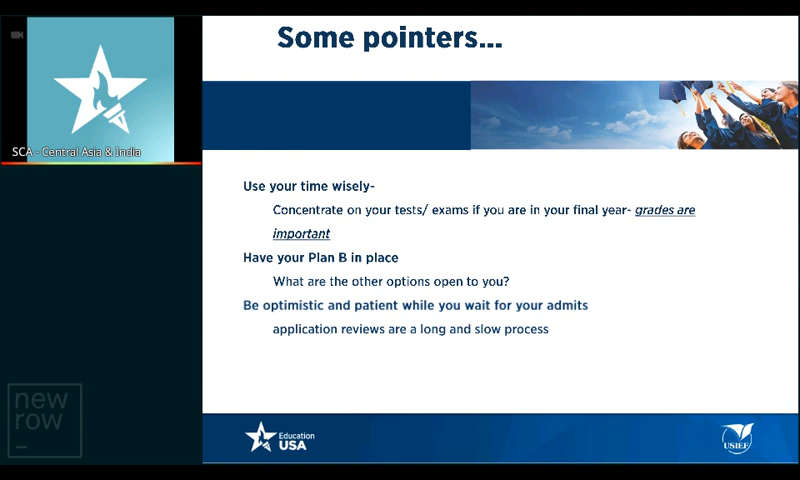 Some pointers...
SCA - Central Asia & India
Use your time wisely-
Concentrate on your tests/ exams if you are in your final year- grades are
important
Have your Plan B in place
What are the other options open to you?
Be optimistic and patient while you wait for your admits
application reviews are a long and slow process
new
row
Education
USA
USIEF